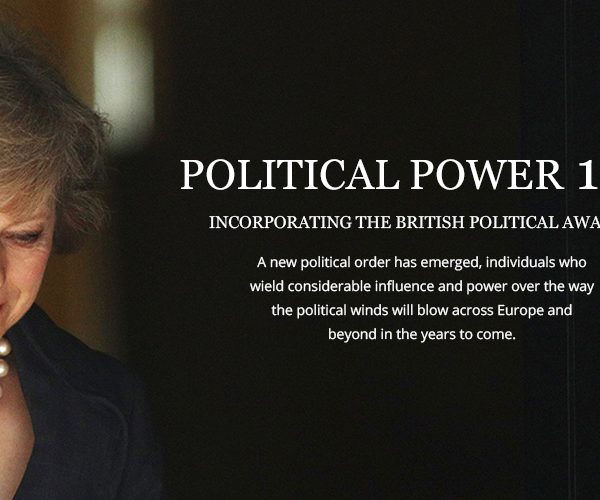 POLITICAL POWER 1
INCORPORATING THE BRITISH POLITICAL AWA
A new political order has emerged, individuals who
wield considerable influence and power over the way
the political winds will blow across Europe and
beyond in the years to come.